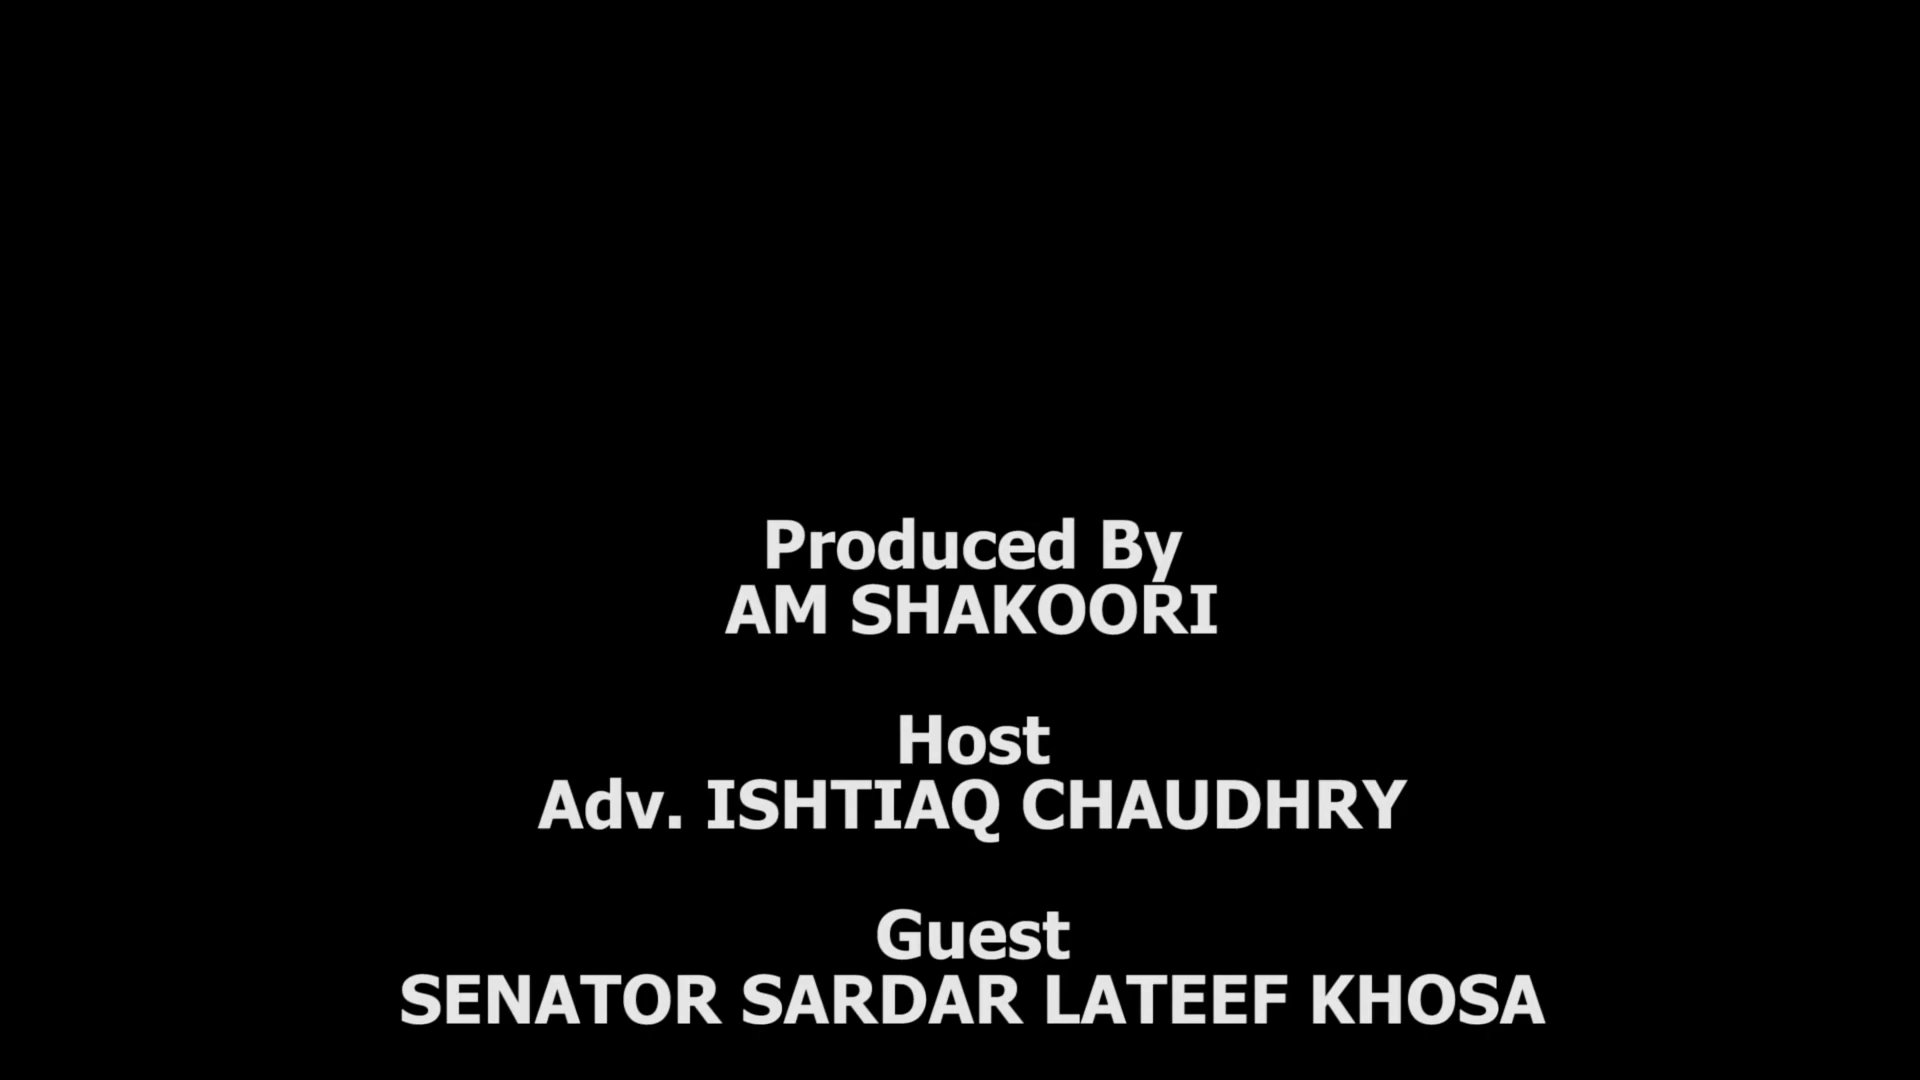 Produced By
AM SHAKOORI
Host
Adv. ISHTIAQ CHAUDHRY
Guest
SENATOR SARDAR LATEEF KHOSA